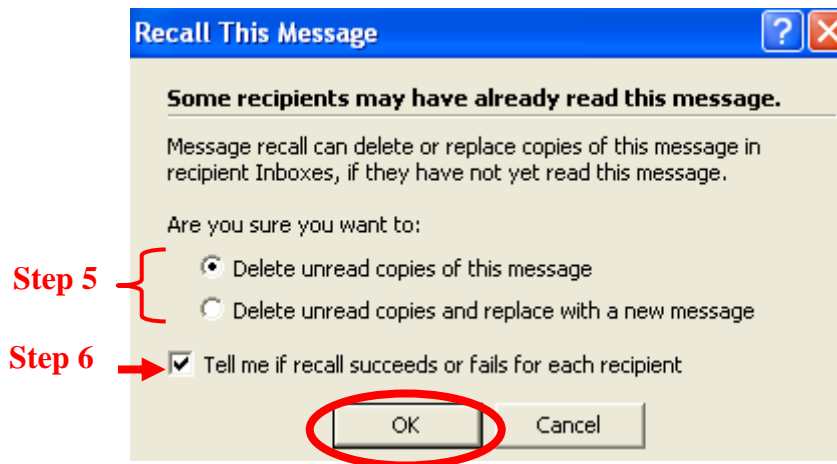 Recall This Message
?
Some recipients may have already read this message.
Message recall can delete or replace copies of this message in
recipient Inboxes, if they have not yet read this message.
Are you sure you want to:
Step 5
Delete unread copies of this message
Delete unread copies and replace with a new message
Step 6
Tell me if recall succeeds or fails for each recipient
OK Cancel